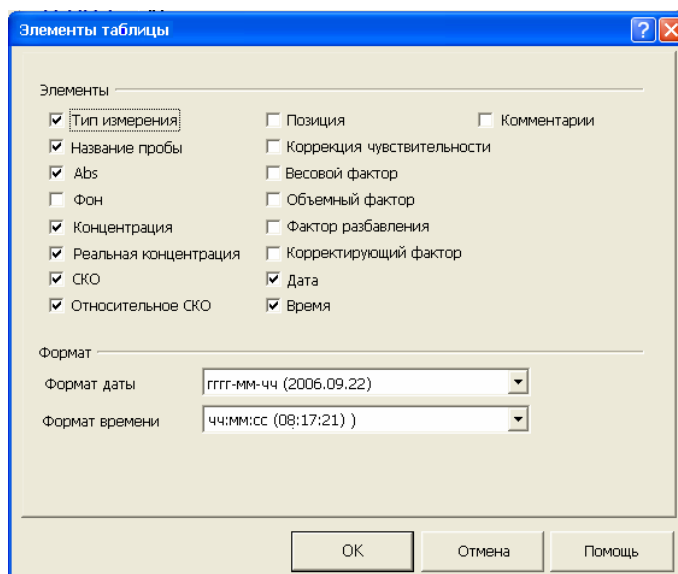 Элементы таблицы
Элементы
Тип измерения
Название пробы
Abs
Фон
Концентрация
Реальная концентрация
СКО
Относительное СКО
Позиция
Коррекция чувствительности
Весовой фактор
Объемный фактор
Фактор разбавления
Корректирующий фактор
Дата
Время
Комментарии
Формат
Формат даты
гггг-мм-чч (2006.09.22)
Формат времени
чч:мм:сс (08:17:21) )
OK
Отмена
Помощь